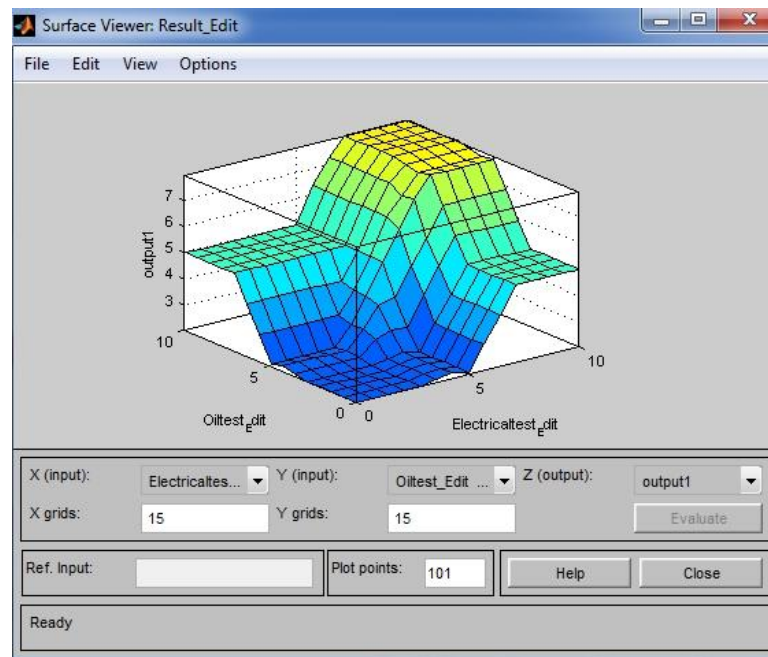 Surface Viewer: Result_Edit
File Edit View Options
7
6
5
4
3
output1
10
5
0
0
5
10
Oiltest_Edit
Electricaltest_Edit
X (input): Electricaltes... Y (input): Oiltest_Edit ... Z (output): output1
X grids: 15 Y grids: 15 Evaluate
Ref. Input: Plot points: 101 Help Close
Ready